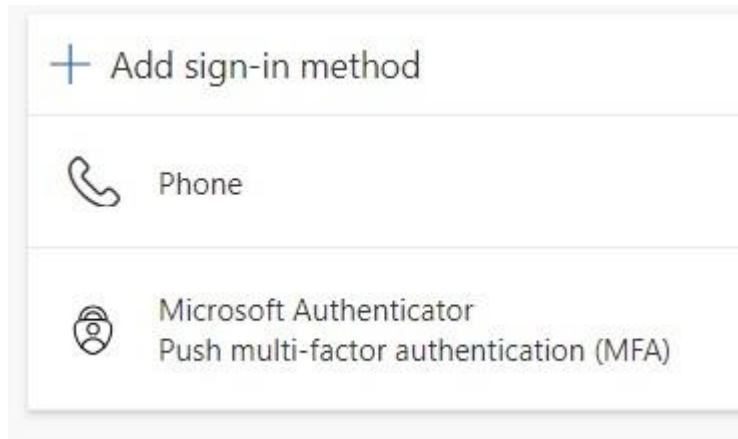 Add sign-in method
Phone
Microsoft Authenticator
Push multi-factor authentication (MFA)